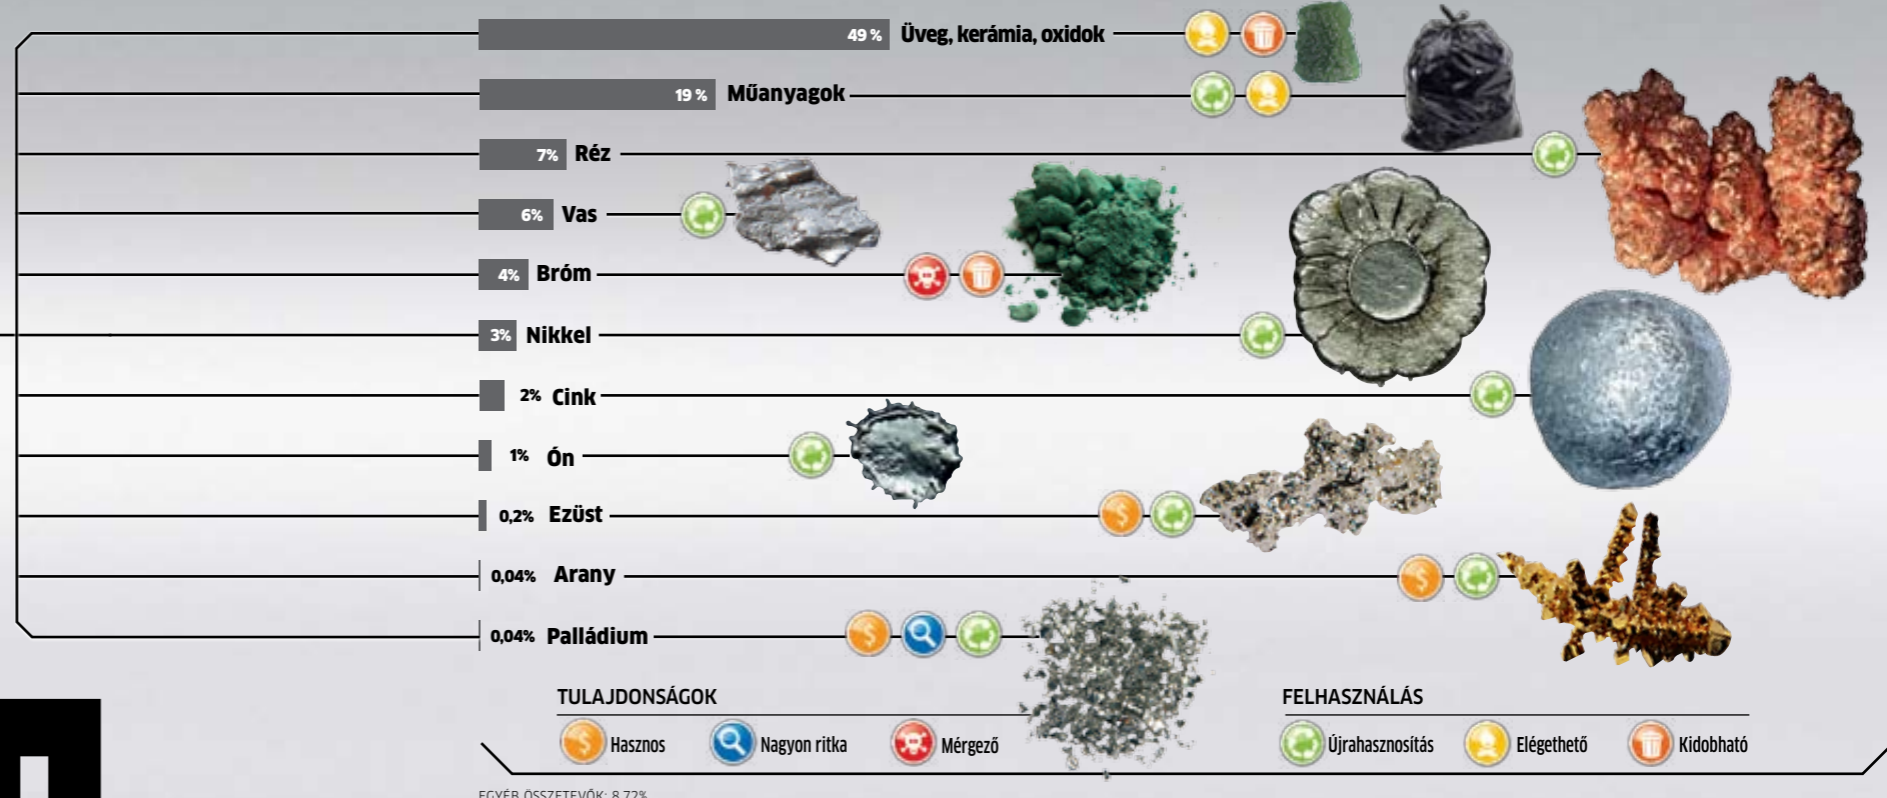 49 % Üveg, kerámia, oxidok
19 % Műanyagok
7% Réz
6% Vas
4% Bróm
3% Nikkel
2% Cink
1% Ón
0,2% Ezüst
0,04% Arany
0,04% Palládium
TULAJDONSÁGOK
Hasznos Nagyon ritka Mérgező
FELHASZNÁLÁS
Újrahasznosítás Elégethető Kidobható
EGYÉB ÖSSZETEVŐK: 8,72%